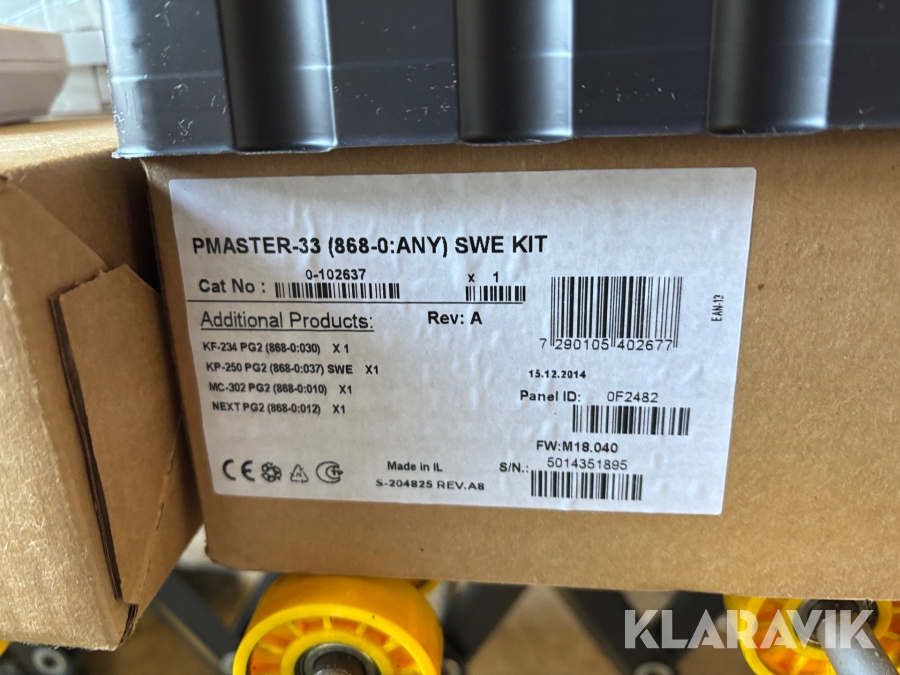 PMASTER-33 (868-0:ANY) SWE KIT
0-102637 x 1
Cat No :
Additional Products: Rev: A
KF-234 PG2 (868-0:030) X 1
KP-250 PG2 (868-0:037) SWE X1
MC-302 PG2 (868-0:010) X1
NEXT PG2 (868-0:012) X1
EAN-13
7 290105 402677
15.12.2014
Panel ID: 0F2482
FW:M18.040
S/N.: 5014351895
CE
Made in IL
S-204825 REV.A8
KLARAVIK